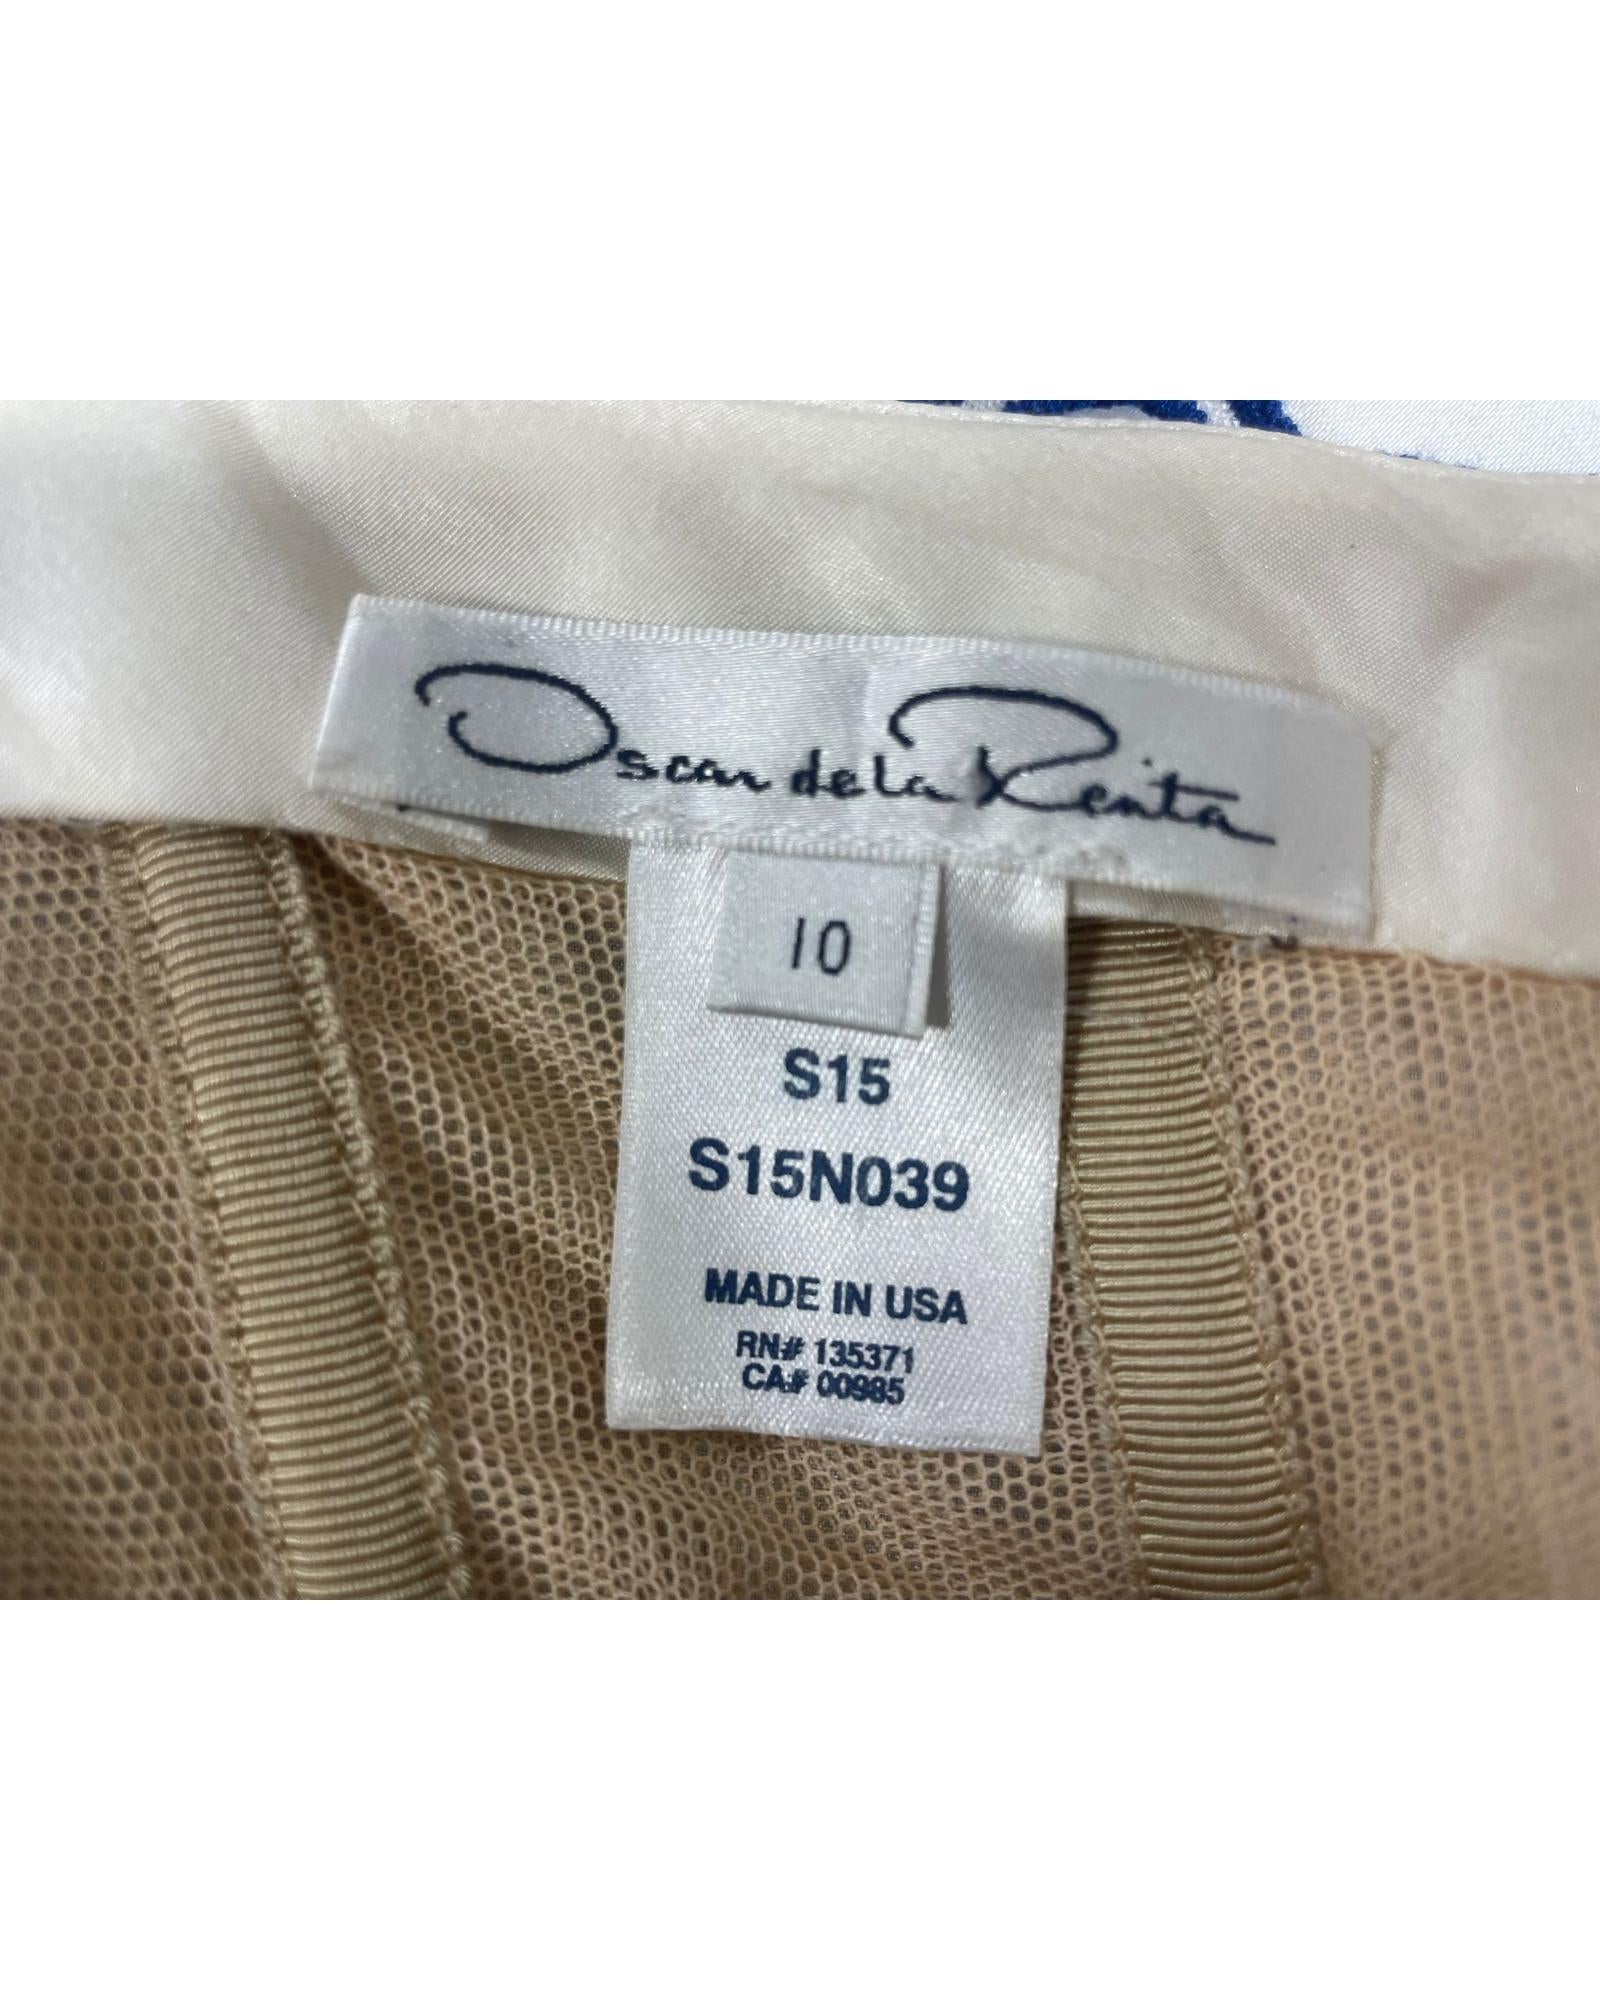 Oscar de la Renta
10
S15
S15N039
MADE IN USA
RN# 135371
CA# 00985